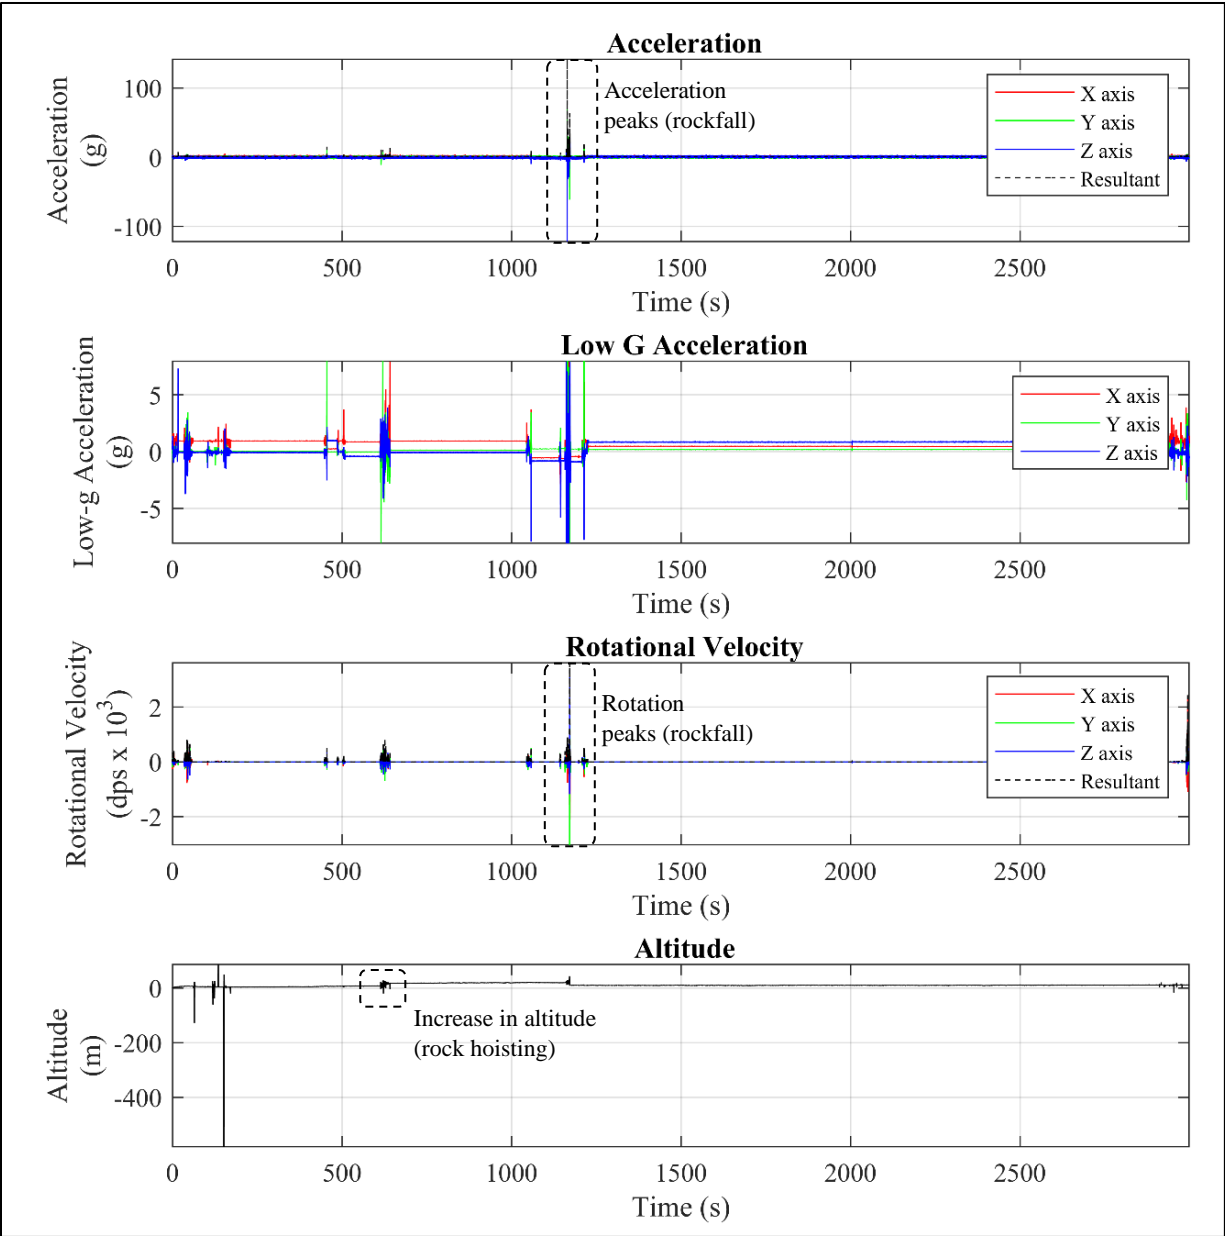 Acceleration
Acceleration
(g)
100
0
-100
Acceleration
peaks (rockfall)
X axis
Y axis
Z axis
Resultant
0 500 1000 1500 2000 2500
Time (s)
Low G Acceleration
Low-g Acceleration
(g)
5
0
-5
X axis
Y axis
Z axis
0 500 1000 1500 2000 2500
Time (s)
Rotational Velocity
Rotational Velocity
(dps x 10³)
2
0
-2
Rotation
peaks (rockfall)
X axis
Y axis
Z axis
Resultant
0 500 1000 1500 2000 2500
Time (s)
Altitude
Altitude
(m)
0
-200
-400
Increase in altitude
(rock hoisting)
0 500 1000 1500 2000 2500
Time (s)